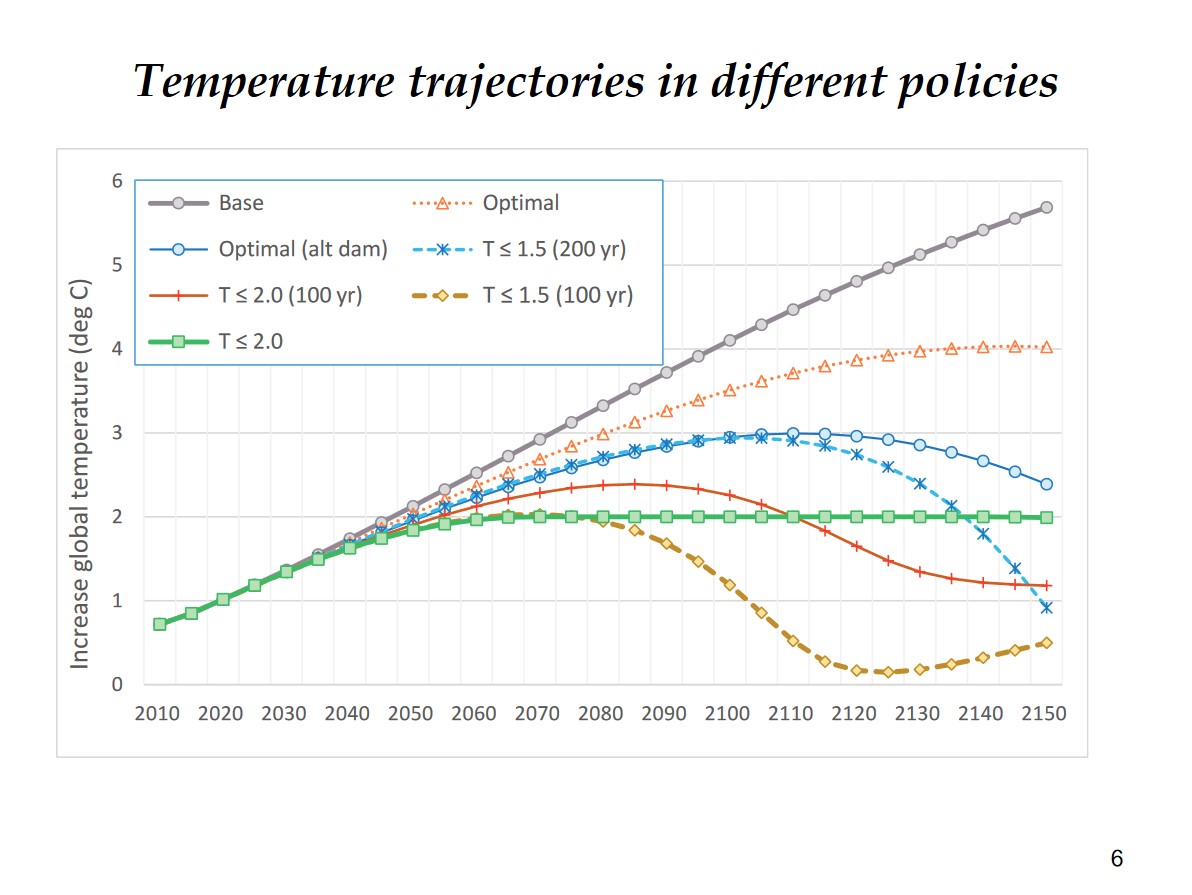 Temperature trajectories in different policies
6
5
4
3
2
1
0
Increase global temperature (deg C)
Base
Optimal
Optimal (alt dam)
T ≤ 1.5 (200 yr)
T ≤ 2.0 (100 yr)
T ≤ 1.5 (100 yr)
T ≤ 2.0
2010 2020 2030 2040 2050 2060 2070 2080 2090 2100 2110 2120 2130 2140 2150
6